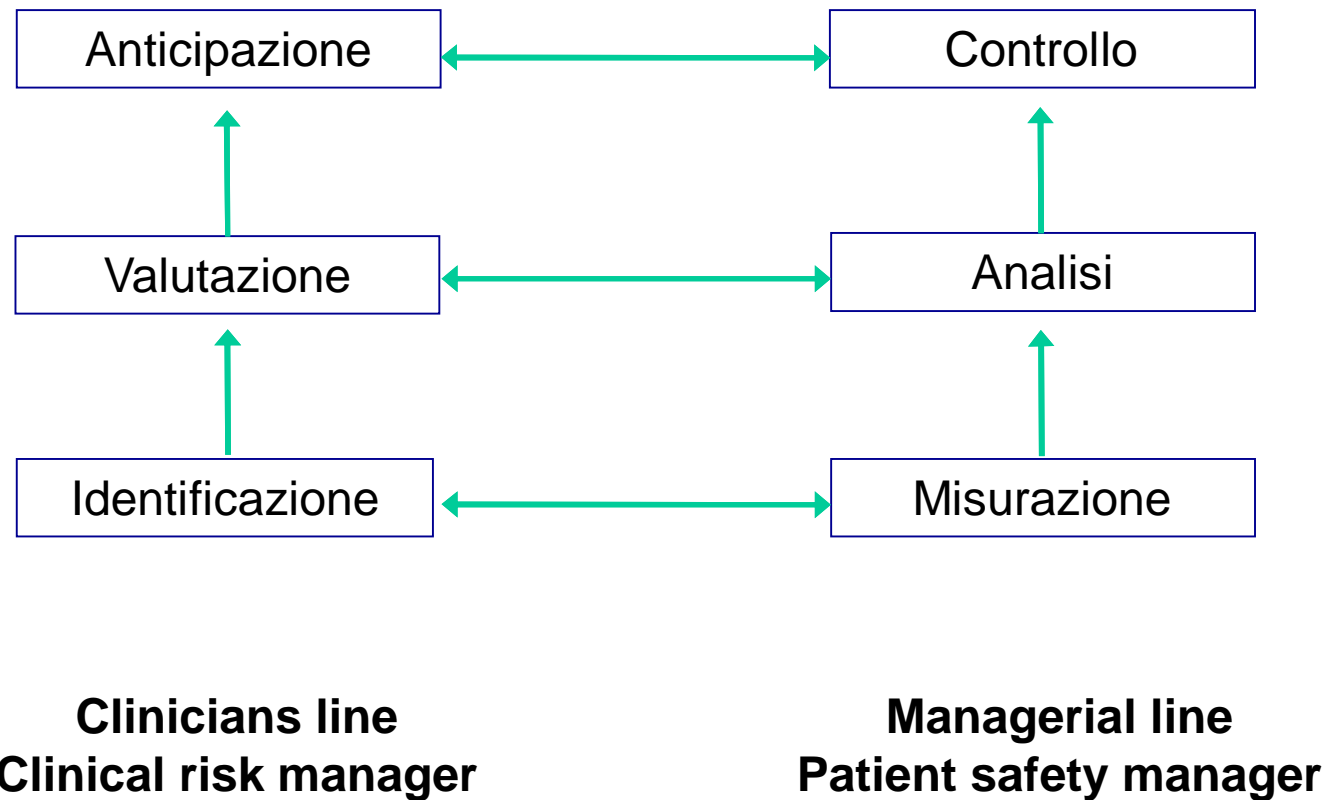 Anticipazione
Controllo
Valutazione
Analisi
Identificazione
Misurazione
Clinicians line
Clinical risk manager
Managerial line
Patient safety manager